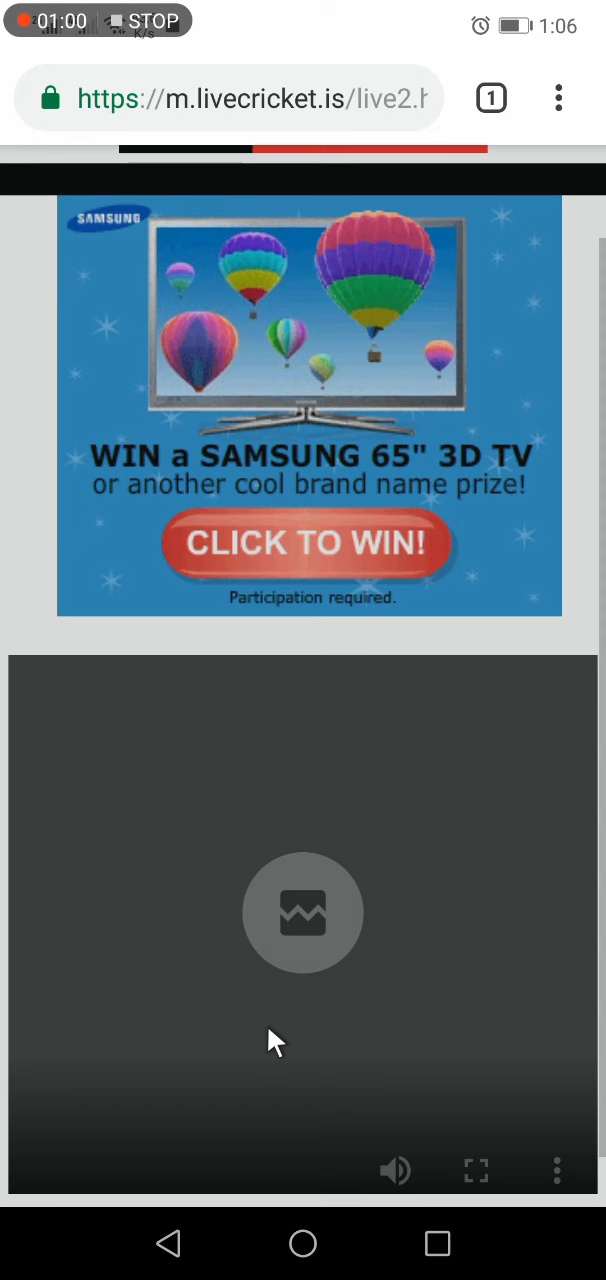 01:00 STOP
K/s
1:06
https://m.livecricket.is/live2.h
1
SAMSUNG
WIN a SAMSUNG 65" 3D TV
or another cool brand name prize!
CLICK TO WIN!
Participation required.